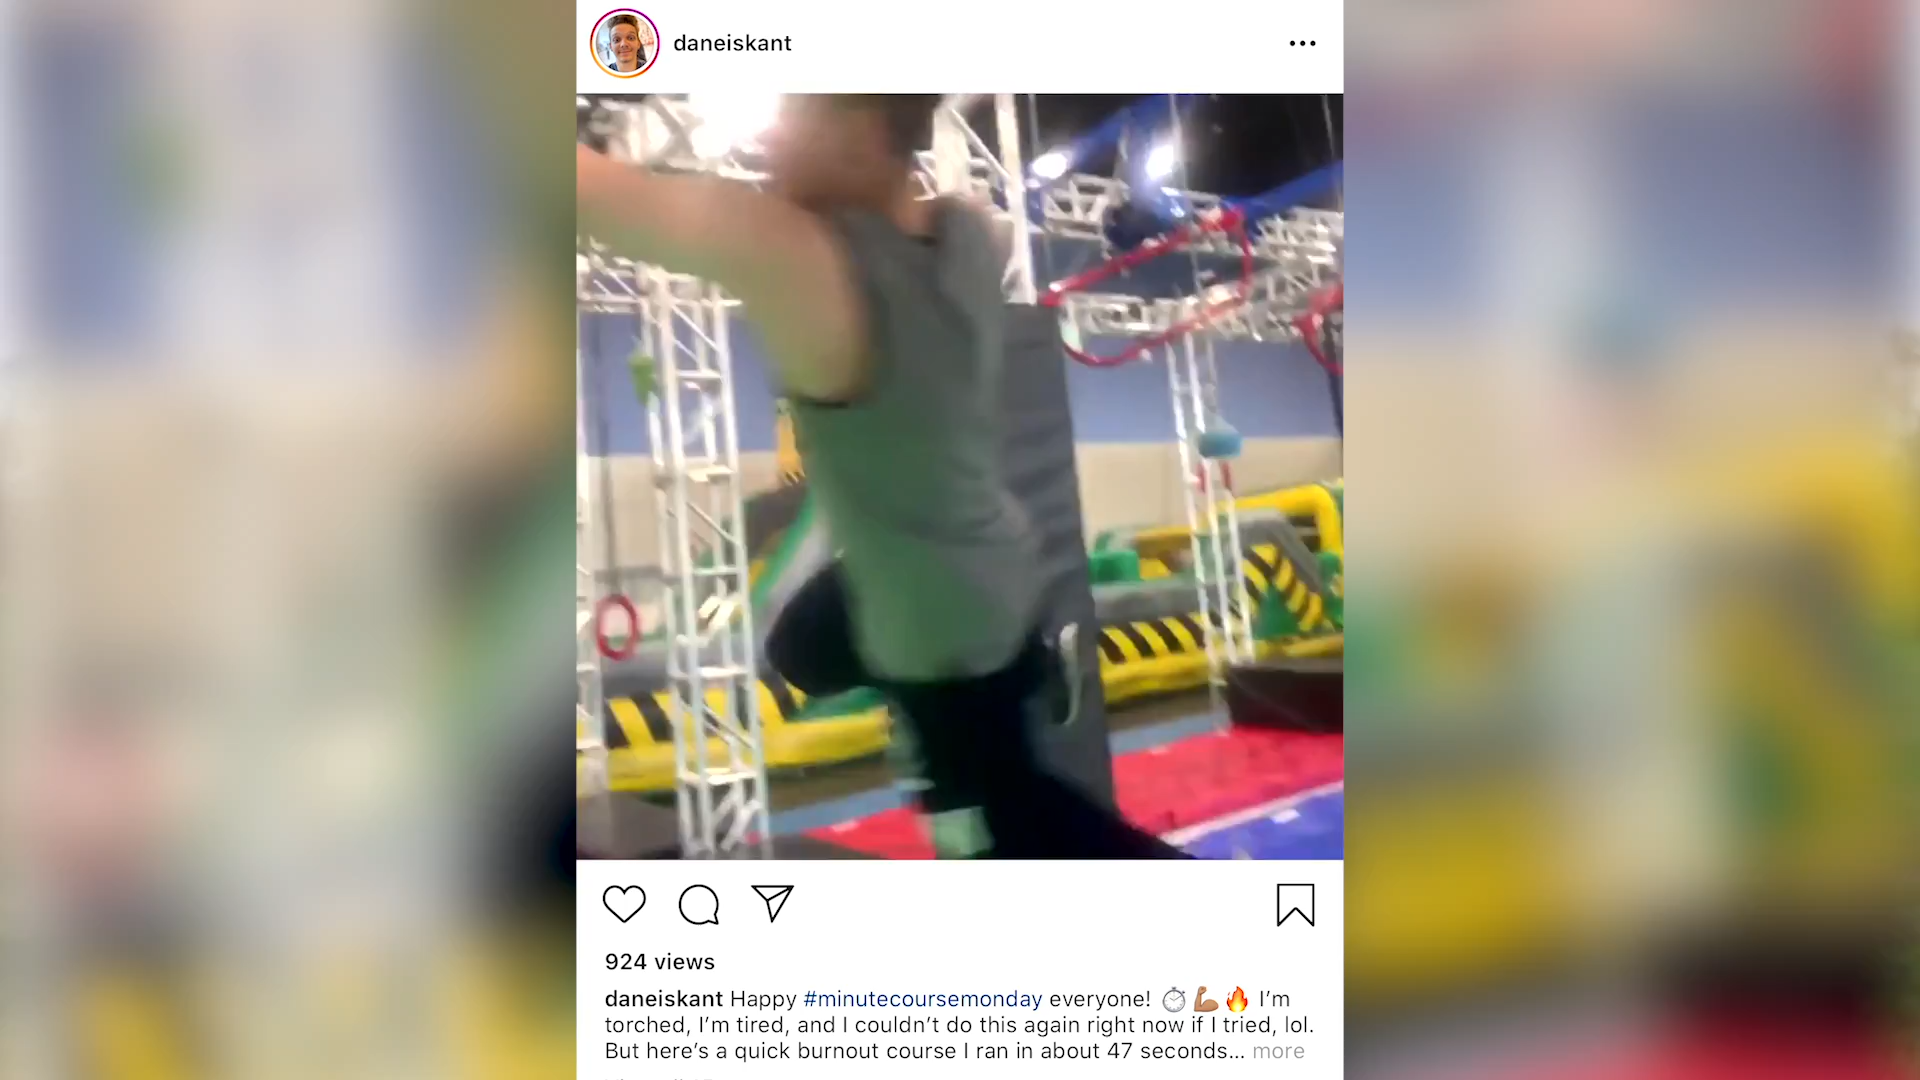 daneiskant
924 views
daneiskant Happy #minutecoursemonday everyone! ⏱💪🏽🔥 I’m
torched, I’m tired, and I couldn’t do this again right now if I tried, lol.
But here’s a quick burnout course I ran in about 47 seconds... more